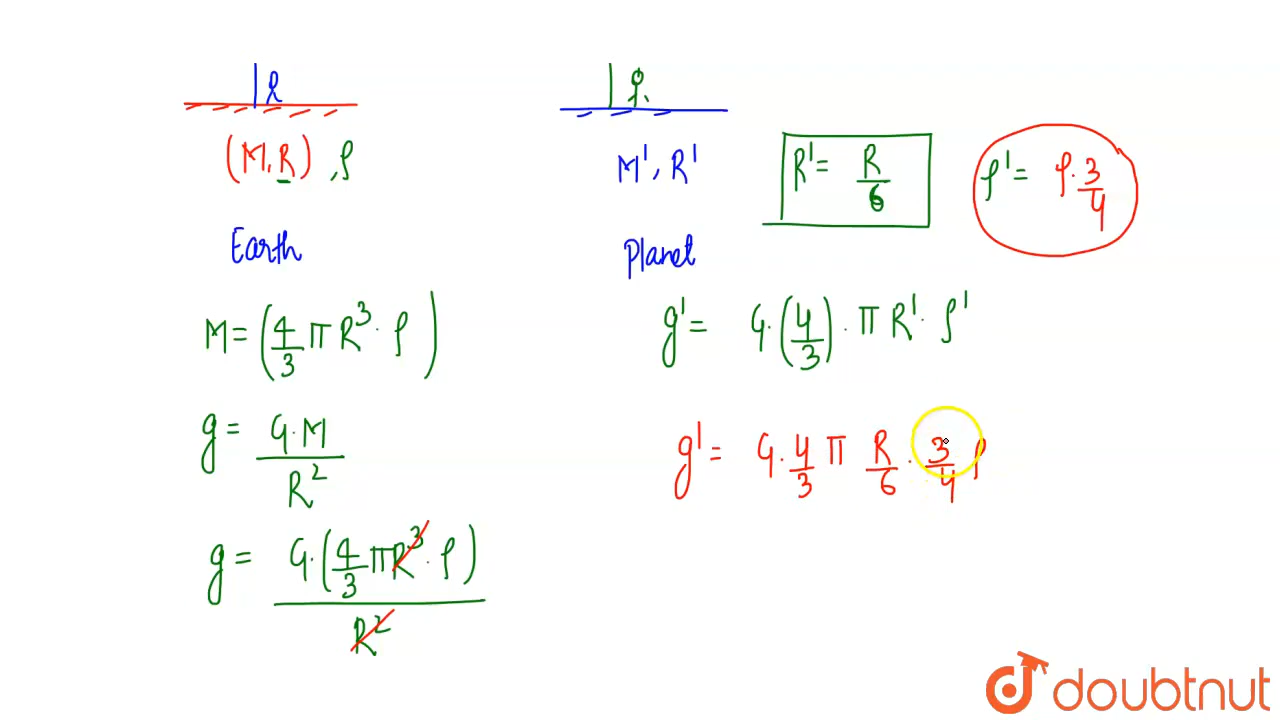 (M, R), ρ
Earth
M = (4/3 π R³ · ρ)
g = G·M / R²
g = G·(4/3 π R³ · ρ) / R²
M', R'
Planet
R' = R/6
ρ' = ρ · 3/4
g' = G·(4/3) · π R' · ρ'
g' = G · 4/3 π R/6 · 3/4 ρ
doubtnut